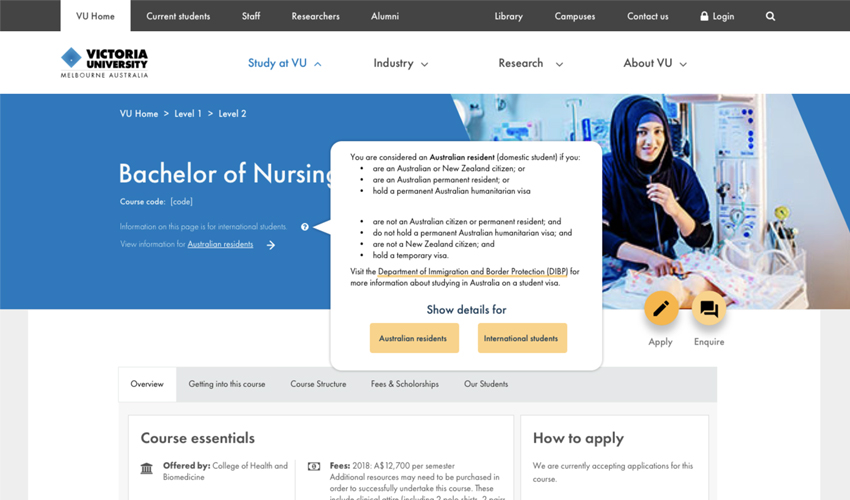 VU Home Current students Staff Researchers Alumni Library Campuses Contact us Login
VICTORIA
UNIVERSITY
MELBOURNE AUSTRALIA
Study at VU Industry Research About VU
VU Home > Level 1 > Level 2
Bachelor of Nursing
Course code: [code]
Information on this page for international students. ?
View information for Australian residents →
You are considered an Australian resident (domestic student) if you:
• are an Australian or New Zealand citizen; or
• are an Australian permanent resident; or
• hold a permanent Australian humanitarian visa
• are not an Australian citizen or permanent resident; and
• do not hold a permanent Australian humanitarian visa; and
• are not a New Zealand citizen; and
• hold a temporary visa.
Visit the Department of Immigration and Border Protection (DIBP) for
more information about studying in Australia on a student visa.
Show details for
Australian residents International students
Apply Enquire
Overview Getting into this course Course Structure Fees & Scholarships Our Students
Course essentials
Offered by: College of Health and
Biomedicine
Fees: 2018: A$12,700 per semester
Additional resources may need to be purchased in
order to successfully undertake this course. These
include clinical attire (including 2 polo shirts, 2 pairs
How to apply
We are currently accepting applications for this
course.